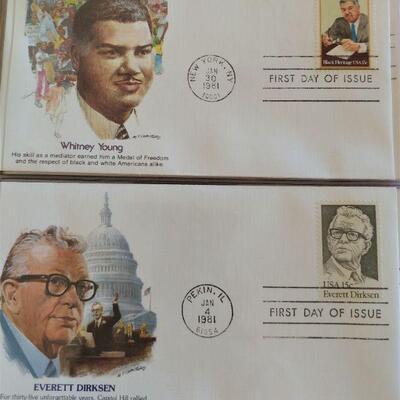 Black Heritage USA 15c
NEW YORK, NY
JAN
30
1981
10001
FIRST DAY OF ISSUE
Whitney Young
His skill as a mediator earned him a Medal of Freedom
and the respect of black and white Americans alike.
PEKIN, IL
JAN
4
1981
61554
FIRST DAY OF ISSUE
USA 15c
Everett Dirksen
EVERETT DIRKSEN
For thirty-five unforgettable years, Capitol Hill rolled